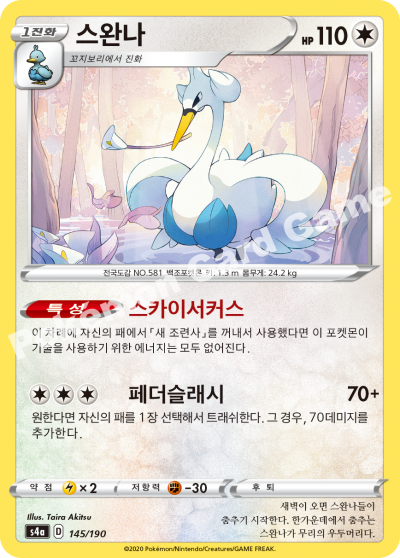 1진화
스완나
HP 110
꼬지보리에서 진화
전국도감 NO.581 백조포켓몬 키: 1.3 m 몸무게: 24.2 kg
특성 스카이서커스
이 차례에 자신의 패에서 「새 조련사」를 꺼내서 사용했다면 이 포켓몬이
기술을 사용하기 위한 에너지는 모두 없어진다.
페더슬래시 70+
원한다면 자신의 패를 1장 선택해서 트래쉬한다. 그 경우, 70데미지를
추가한다.
약점 ×2 저항력 -30 후퇴
Illus. Taira Akitsu
s4a D 145/190
새벽이 오면 스완나들이
춤추기 시작한다. 한가운데에서 춤추는
스완나가 무리의 우두머리다.
©2020 Pokémon/Nintendo/Creatures/GAME FREAK.
Pokémon Card Game